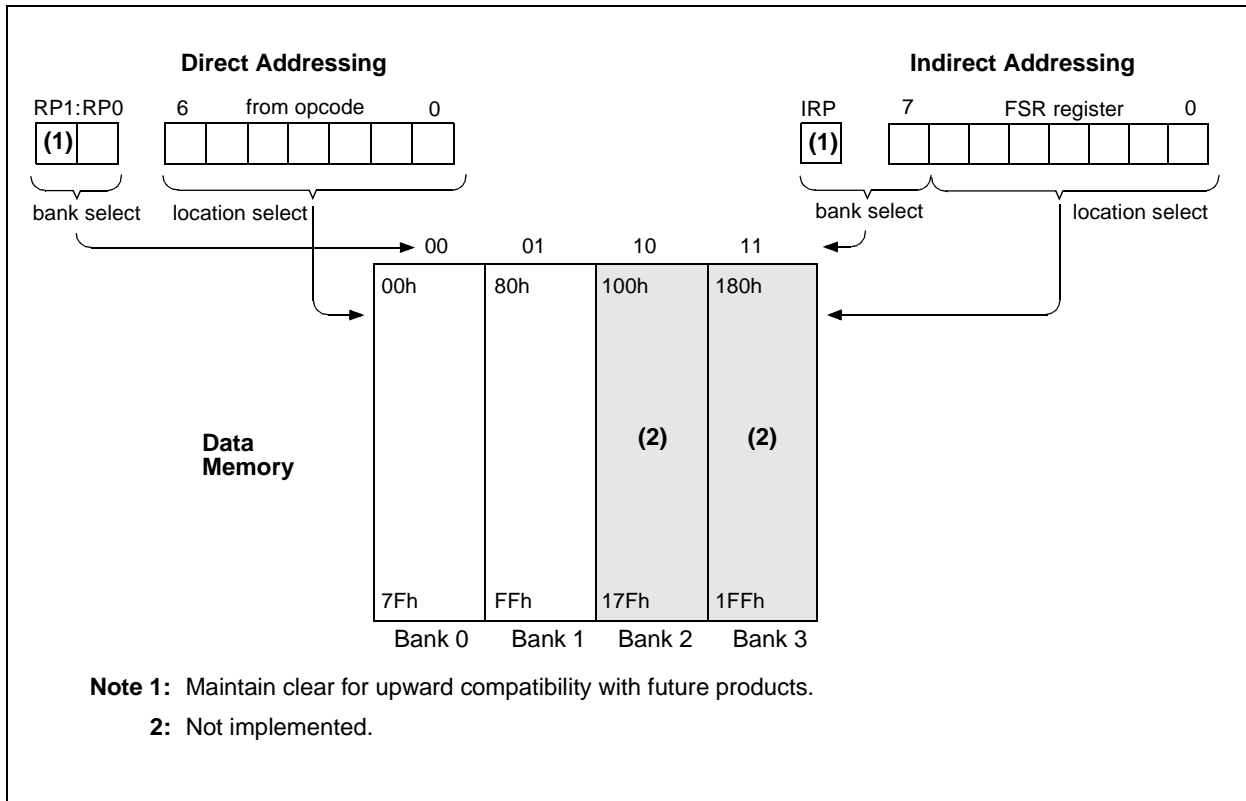 Direct Addressing
Indirect Addressing
RP1:RP0 6 from opcode 0
IRP 7 FSR register 0
(1)
(1)
bank select location select
bank select location select
00 01 10 11
00h 80h 100h 180h
(2) (2)
Data
Memory
7Fh FFh 17Fh 1FFh
Bank 0 Bank 1 Bank 2 Bank 3
Note 1: Maintain clear for upward compatibility with future products.
2: Not implemented.